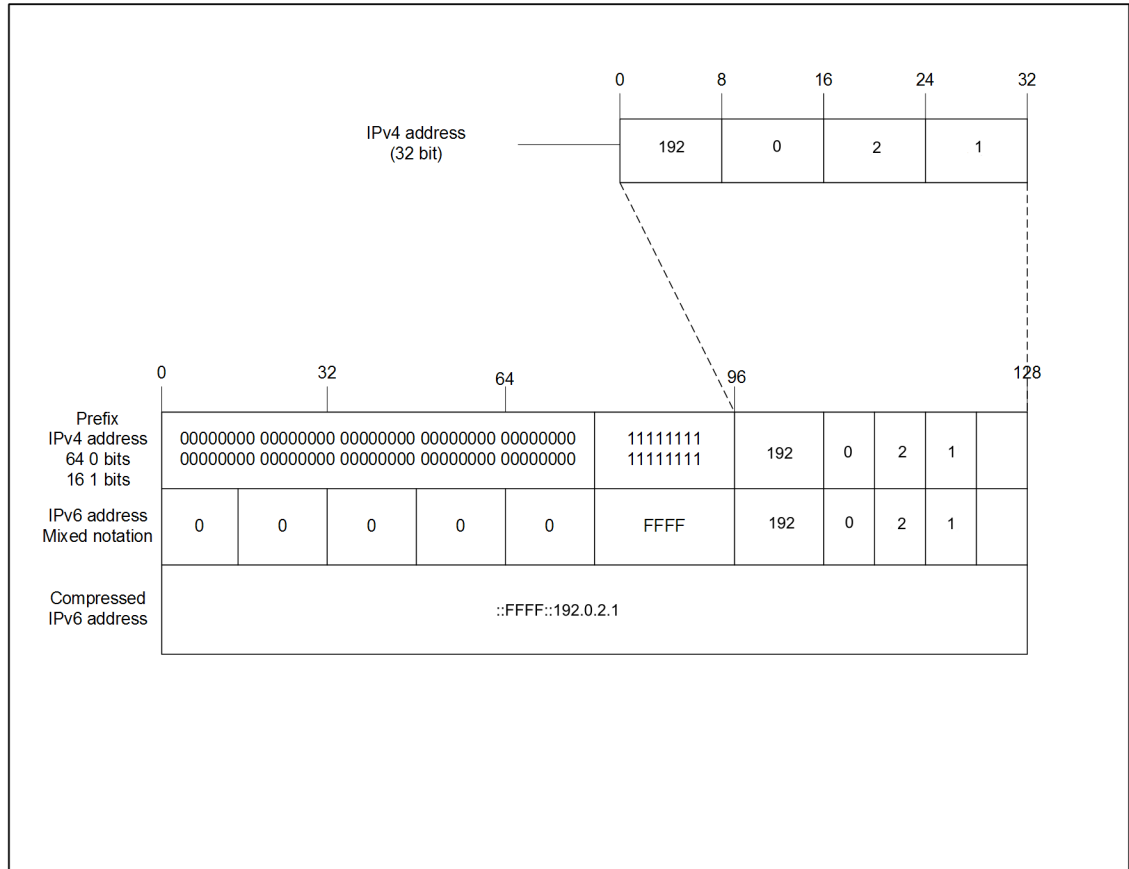 0 8 16 24 32
IPv4 address
(32 bit)
192 0 2 1
0 32 64 96 128
Prefix
IPv4 address
64 0 bits
16 1 bits
00000000 00000000 00000000 00000000 00000000
00000000 00000000 00000000 00000000 00000000
11111111
11111111
192 0 2 1
IPv6 address
Mixed notation
0 0 0 0 0 FFFF 192 0 2 1
Compressed
IPv6 address
::FFFF::192.0.2.1